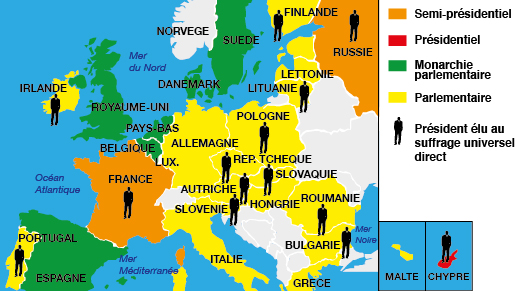 FINLANDE
NORVEGE
SUEDE
RUSSIE
Mer
du Nord
LETTONIE
DANEMARK
LITUANIE
IRLANDE
ROYAUME-UNI
POLOGNE
PAYS-BAS
ALLEMAGNE
BELGIQUE
REP. TCHEQUE
LUX.
SLOVAQUIE
Océan
Atlantique
FRANCE
AUTRICHE
ROUMANIE
HONGRIE
SLOVENIE
Mer
Noire
PORTUGAL
BULGARIE
Mer
Méditerranée
ITALIE
ESPAGNE
GRECE
MALTE
CHYPRE
Semi-présidentiel
Présidentiel
Monarchie
parlementaire
Parlementaire
Président élu au
suffrage universel
direct